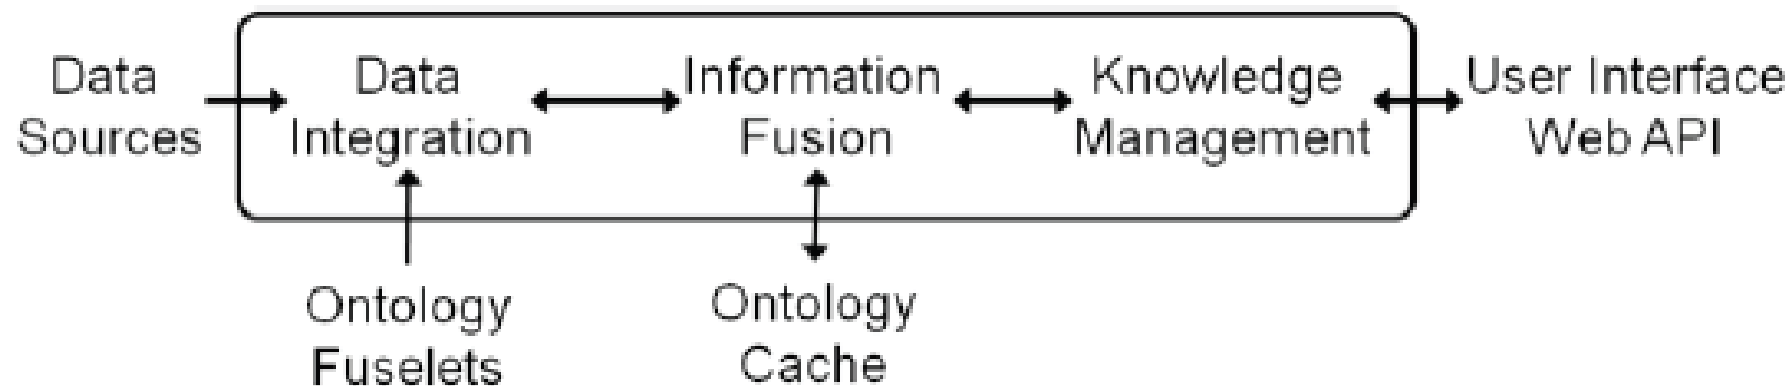 Data
Sources
Data
Integration
Information
Fusion
Knowledge
Management
User Interface
Web API
Ontology
Fuselets
Ontology
Cache